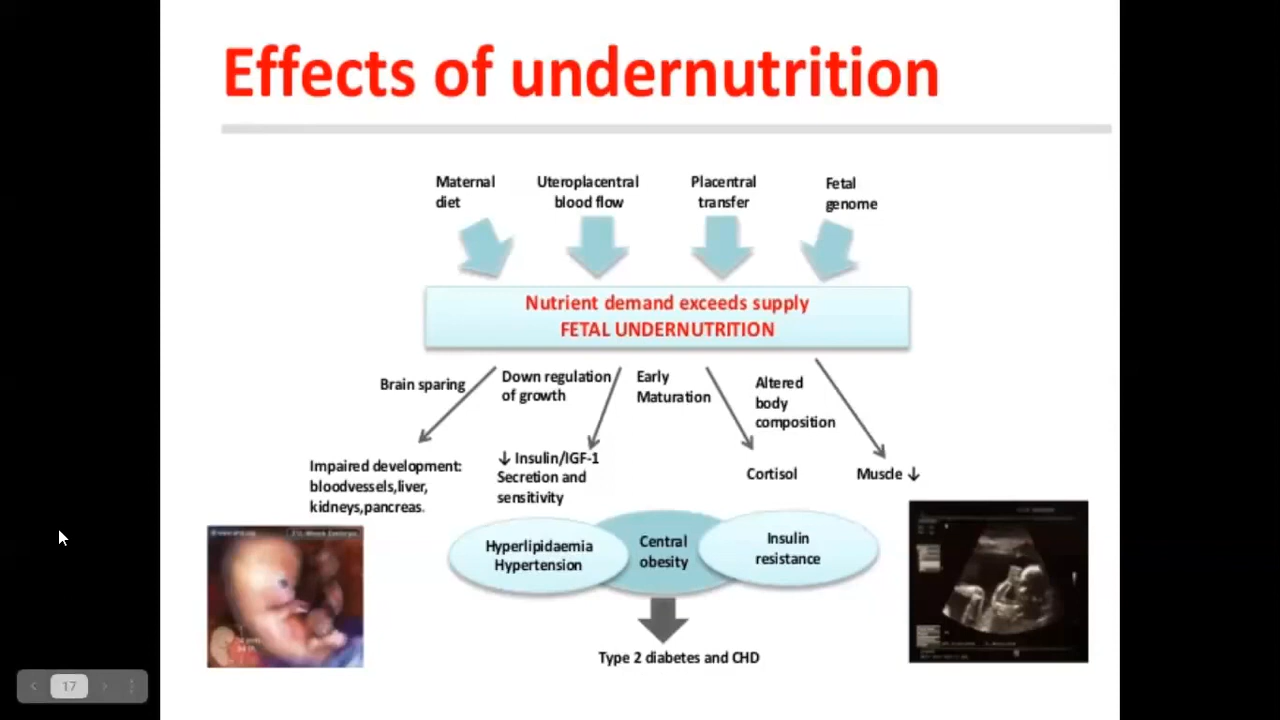 Effects of undernutrition
Maternal
diet
Uteroplacentral
blood flow
Placentral
transfer
Fetal
genome
Nutrient demand exceeds supply
FETAL UNDERNUTRITION
Brain sparing
Down regulation
of growth
Early
Maturation
Altered
body
composition
Impaired development:
bloodvessels,liver,
kidneys,pancreas.
↓ Insulin/IGF-1
Secretion and
sensitivity
Cortisol
Muscle ↓
Hyperlipidaemia
Hypertension
Central
obesity
Insulin
resistance
Type 2 diabetes and CHD
17